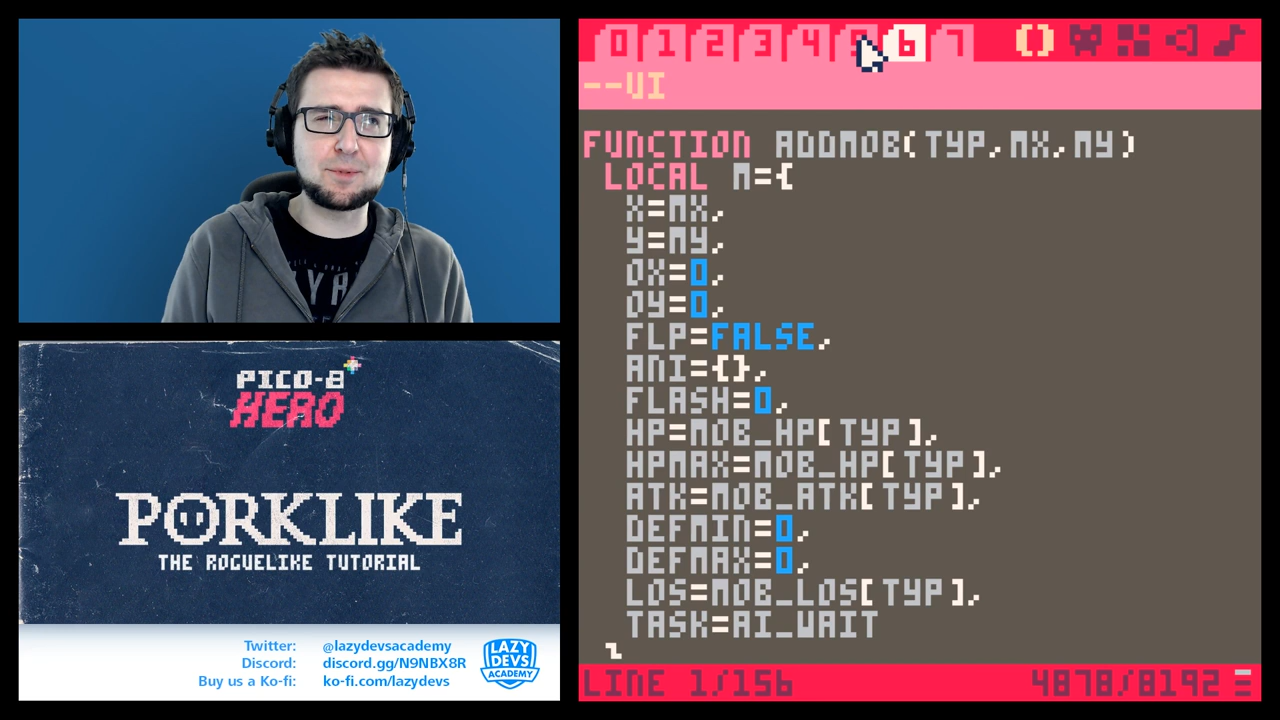 PICO-8
HERO
PORKLIKE
THE ROGUELIKE TUTORIAL
Twitter: @lazydevsacademy
Discord: discord.gg/N9NBX8R
Buy us a Ko-fi: ko-fi.com/lazydevs
LAZY
DEVS
ACADEMY
0 1 2 3 4 5 6 7
--UI
FUNCTION ADDMOB(TYP,MX,MY)
LOCAL M={
X=MX,
Y=MY,
OX=0,
OY=0,
FLP=FALSE,
ANI={},
FLASH=0,
HP=MOB_HP[TYP],
HPMAX=MOB_HP[TYP],
ATK=MOB_ATK[TYP],
DEFMIN=0,
DEFMAX=0,
LOS=MOB_LOS[TYP],
TASK=AI_WAIT
LINE 1/156 4878/8192